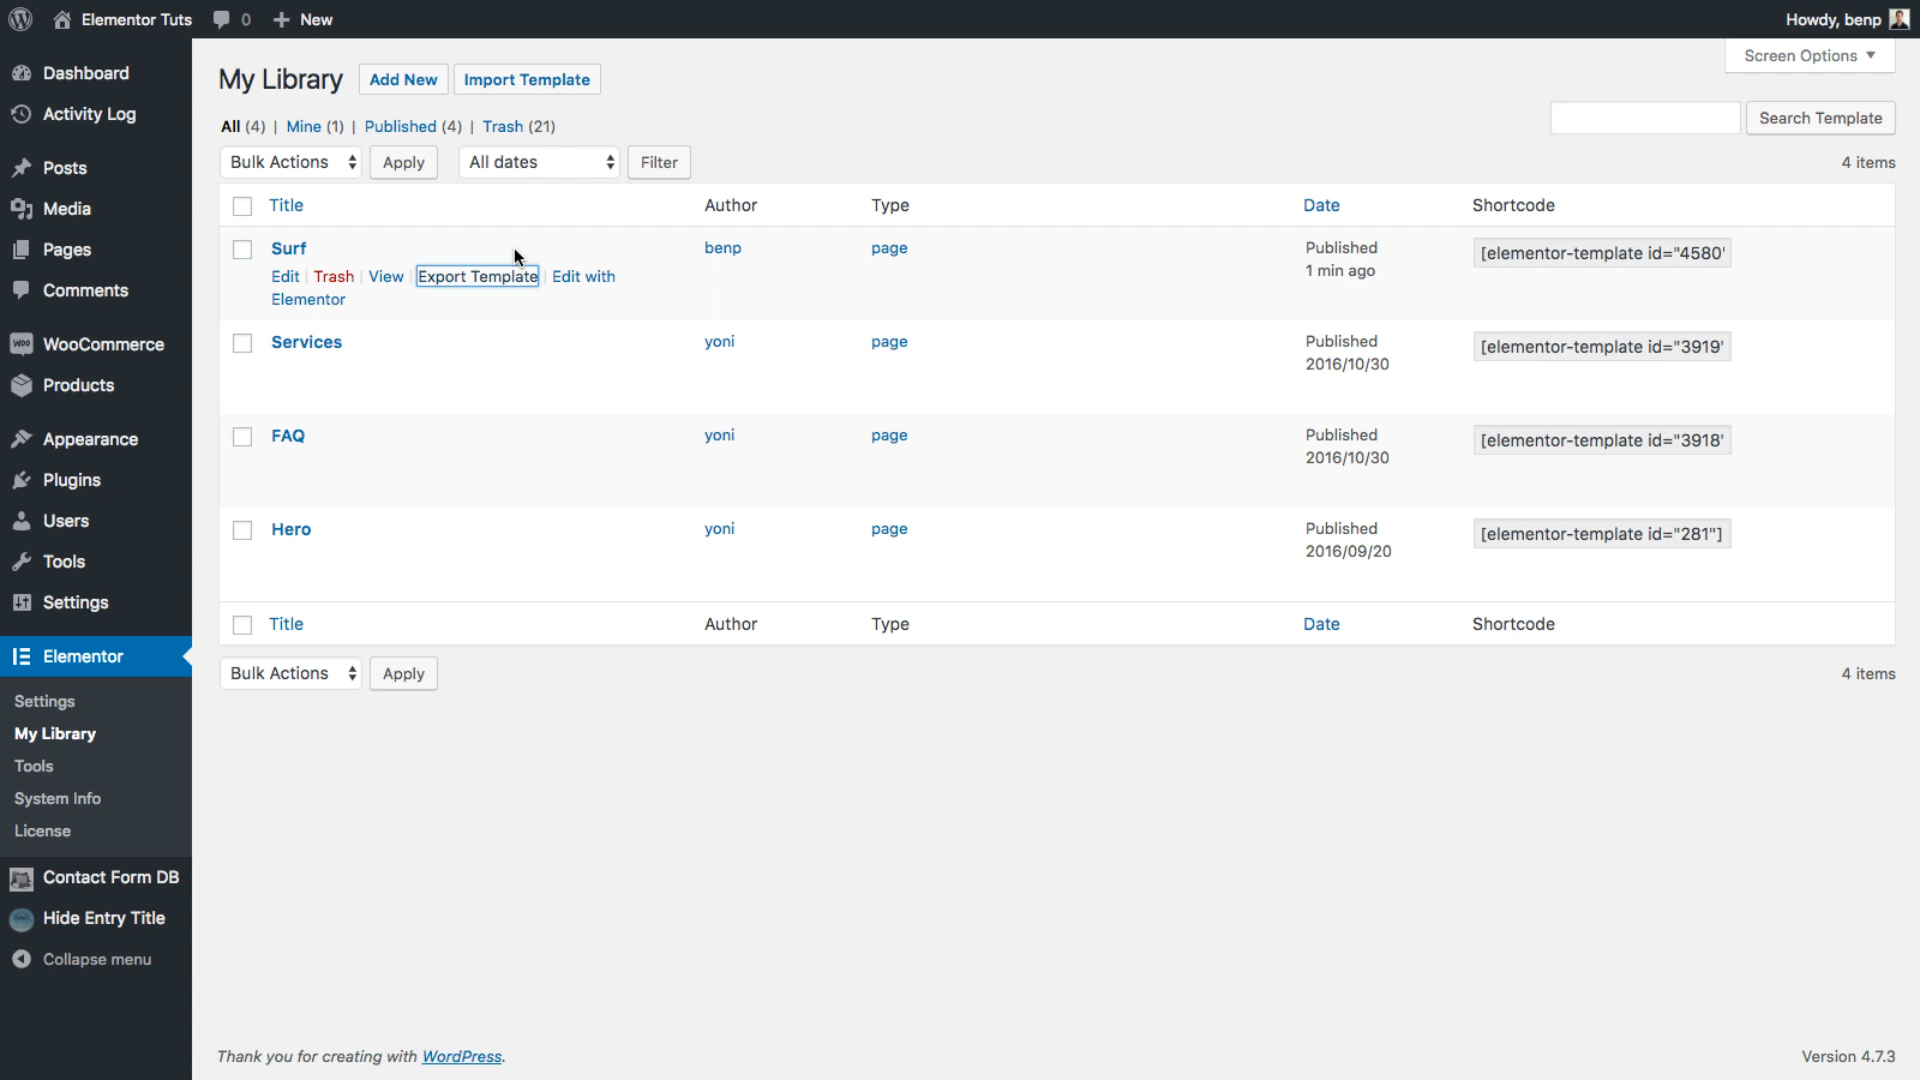 Elementor Tuts 0 New Howdy, benp
Dashboard
Activity Log
Posts
Media
Pages
Comments
WooCommerce
Products
Appearance
Plugins
Users
Tools
Settings
Elementor
Settings
My Library
Tools
System Info
License
Contact Form DB
Hide Entry Title
Collapse menu
Screen Options
My Library Add New Import Template
All (4) | Mine (1) | Published (4) | Trash (21)
Search Template
Bulk Actions Apply All dates Filter 4 items
Title Author Type Date Shortcode
Surf benp page Published [elementor-template id="4580"
1 min ago
Edit | Trash | View | Export Template | Edit with
Elementor
Services yoni page Published [elementor-template id="3919"
2016/10/30
FAQ yoni page Published [elementor-template id="3918"
2016/10/30
Hero yoni page Published [elementor-template id="281"]
2016/09/20
Title Author Type Date Shortcode
Bulk Actions Apply 4 items
Thank you for creating with WordPress. Version 4.7.3